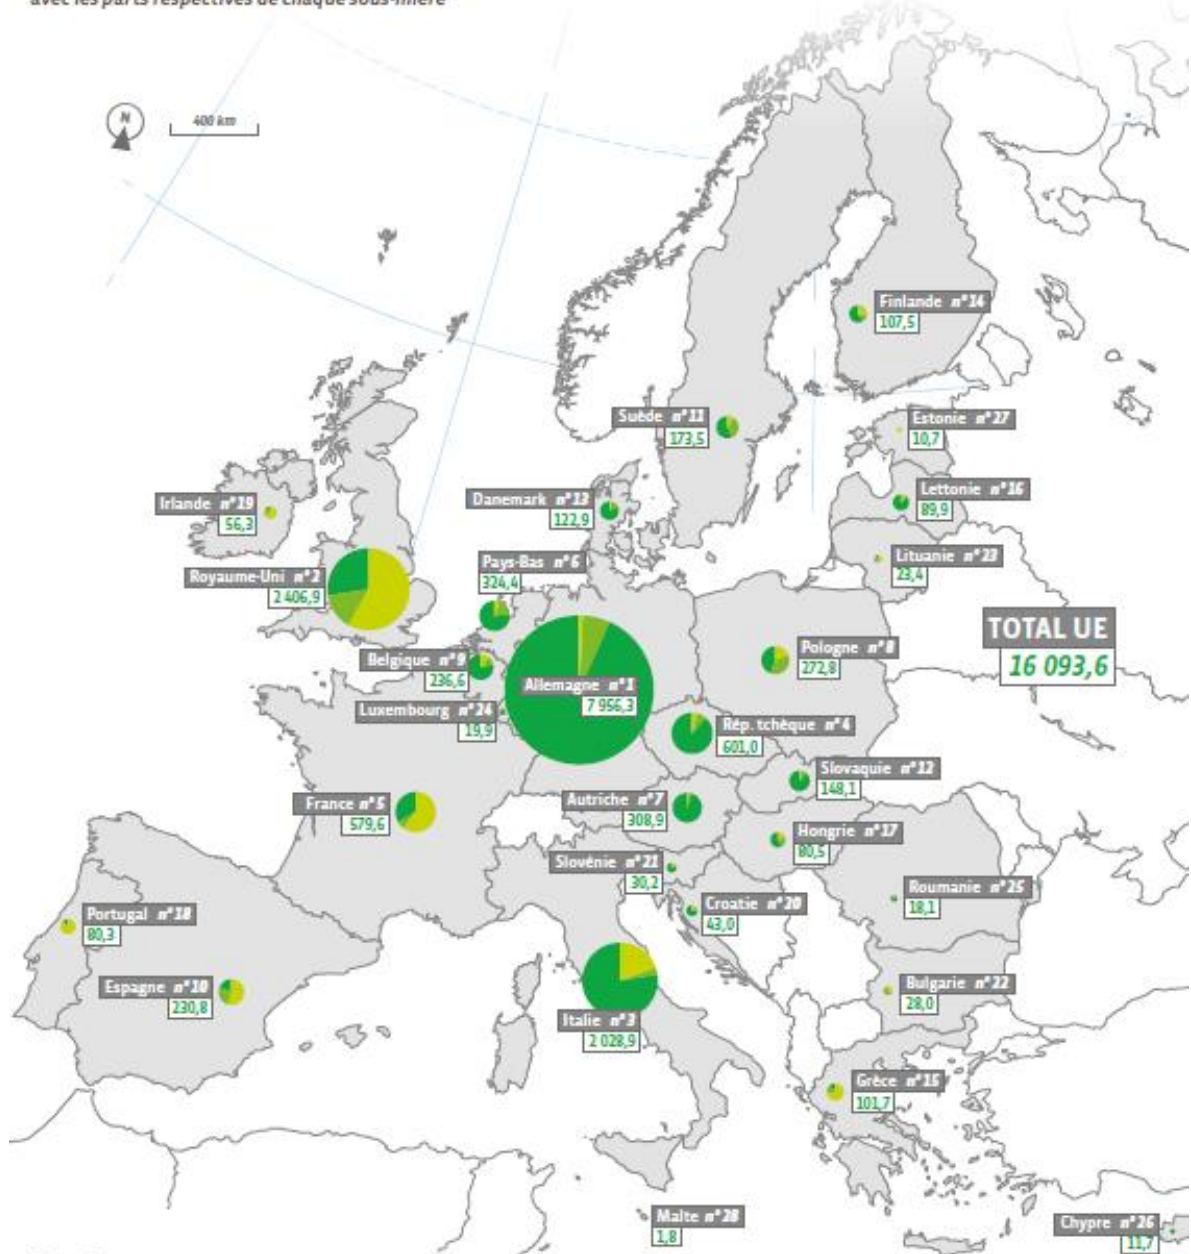 avec les parts respectives de chaque sous-filière
N
400 km
Finlande n°14
107,5
Suède n°11
173,5
Estonie n°27
10,7
Irlande n°19
56,3
Danemark n°13
122,9
Lettonie n°16
89,9
Royaume-Uni n°2
2 406,9
Pays-Bas n°6
324,4
Lituanie n°23
23,4
TOTAL UE
16 093,6
Belgique n°9
236,6
Pologne n°8
272,8
Allemagne n°1
7 956,3
Luxembourg n°24
19,9
Rép. tchèque n°4
601,0
Slovaquie n°12
148,1
France n°5
579,6
Autriche n°7
308,9
Hongrie n°17
80,5
Slovénie n°21
30,2
Roumanie n°25
18,1
Portugal n°18
80,3
Croatie n°20
43,0
Espagne n°10
230,8
Bulgarie n°22
28,0
Italie n°3
2 028,9
Grèce n°15
101,7
Malte n°28
1,8
Chypre n°26
11,7